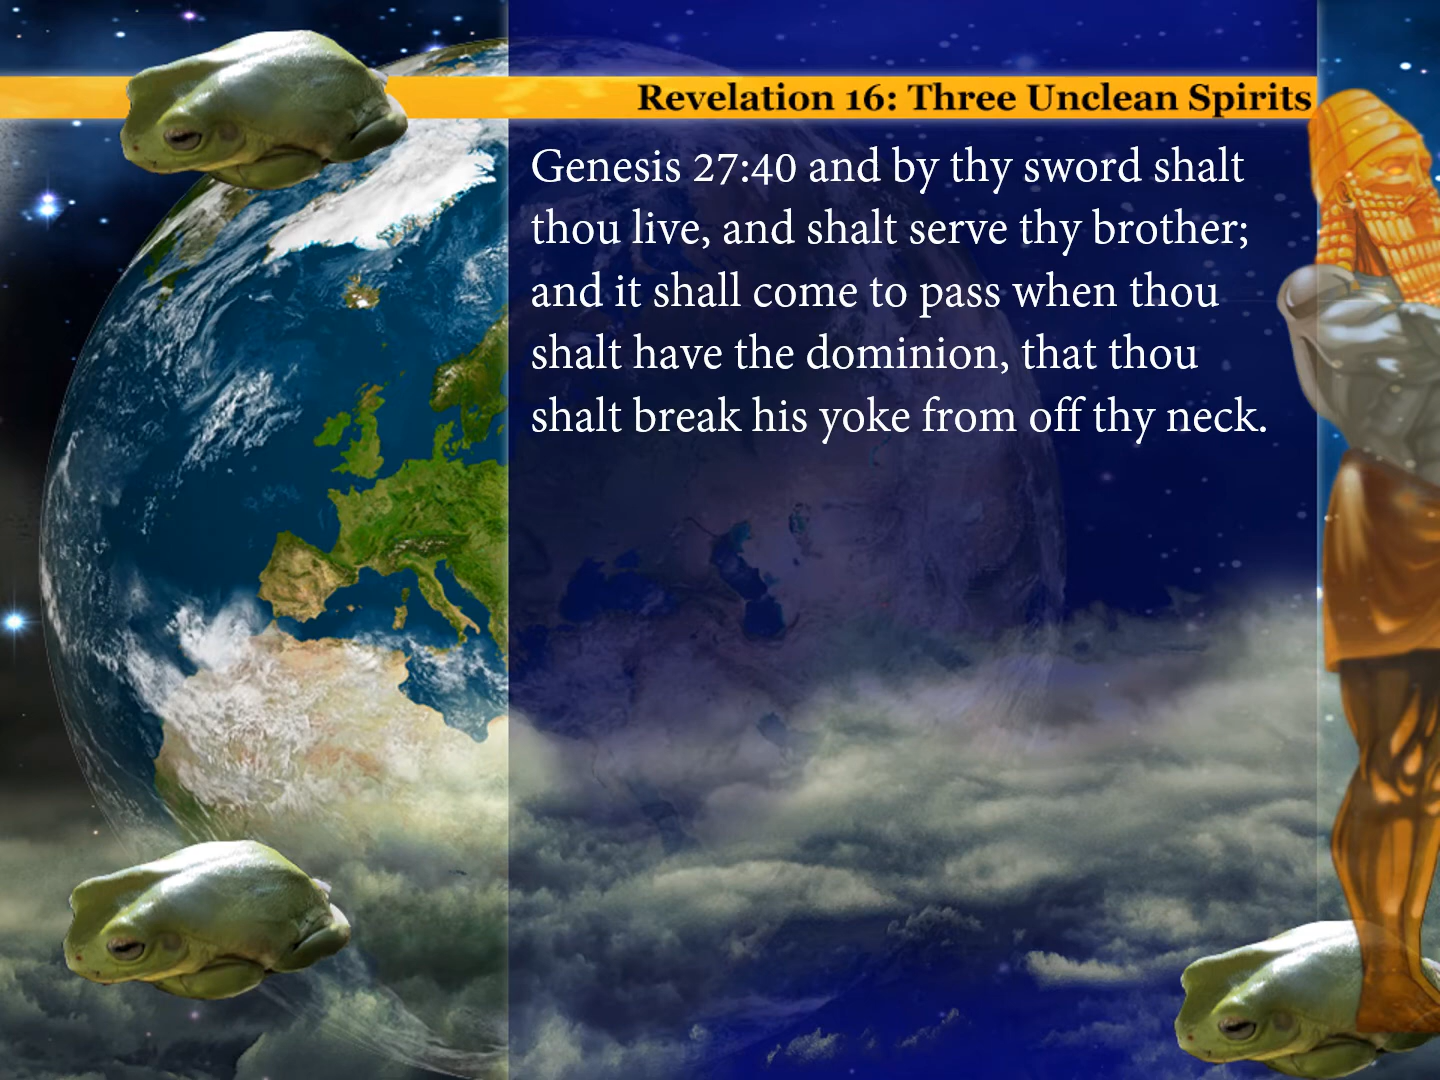 Revelation 16: Three Unclean Spirits
Genesis 27:40 and by thy sword shalt
thou live, and shalt serve thy brother;
and it shall come to pass when thou
shalt have the dominion, that thou
shalt break his yoke from off thy neck.